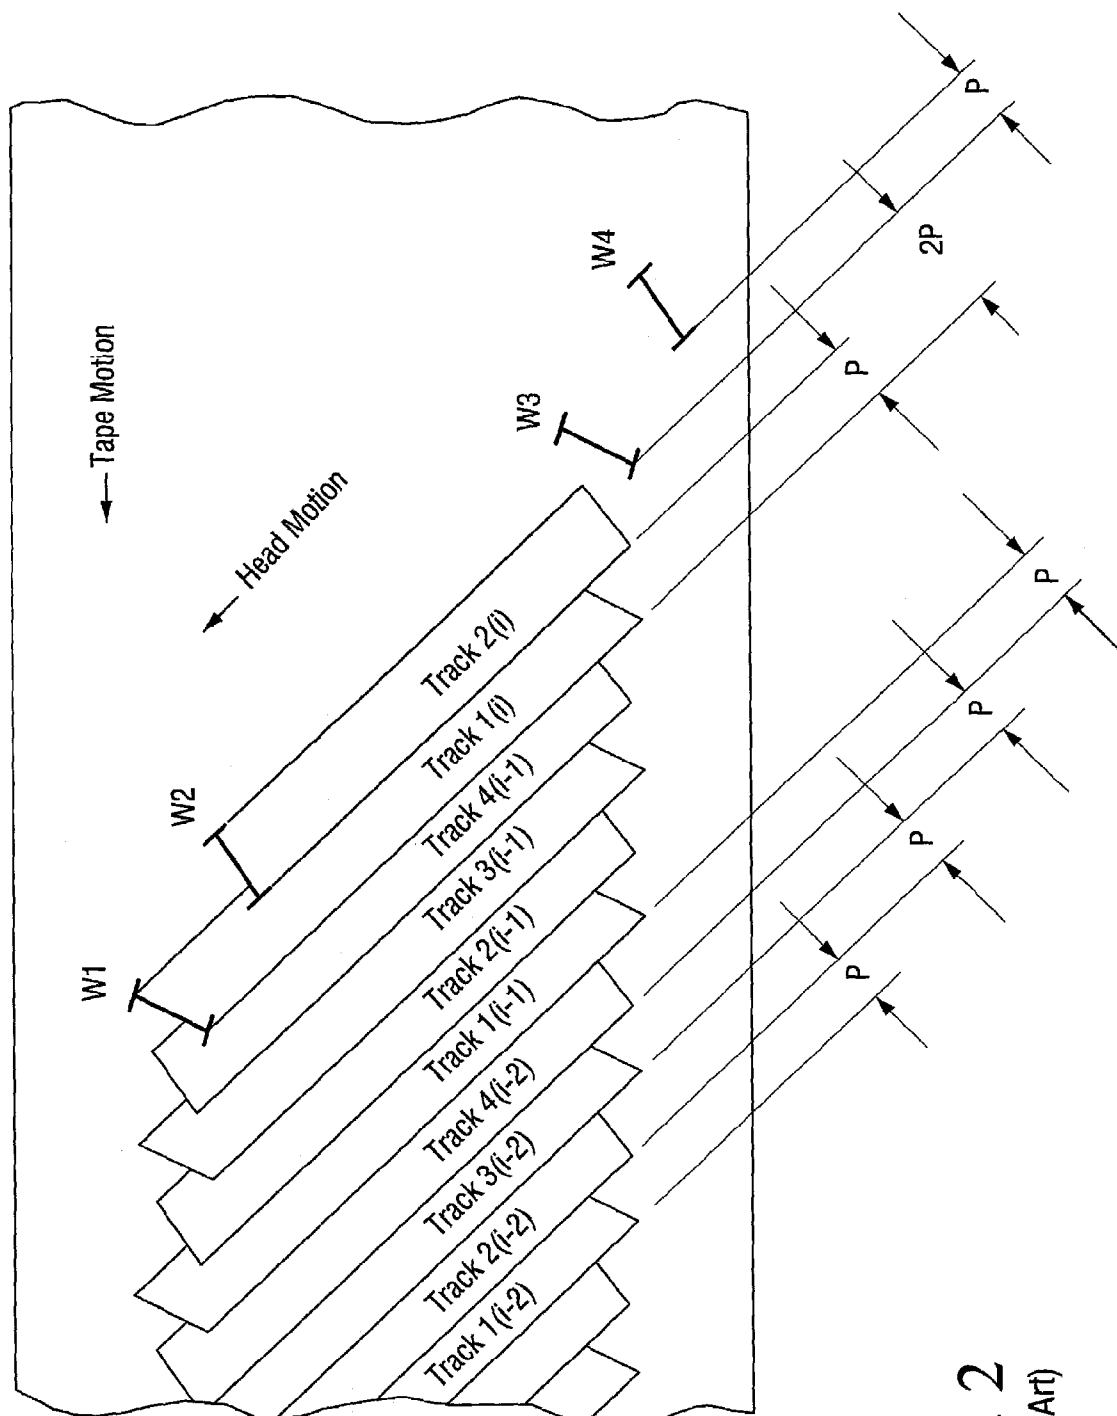 Tape Motion
Head Motion
W1
W2
W3
W4
Track 2(i)
Track 1(i)
Track 4(i-1)
Track 3(i-1)
Track 2(i-1)
Track 1(i-1)
Track 4(i-2)
Track 3(i-2)
Track 2(i-2)
Track 1(i-2)
P
2P
P
P
P
P
P
. 2
Art)